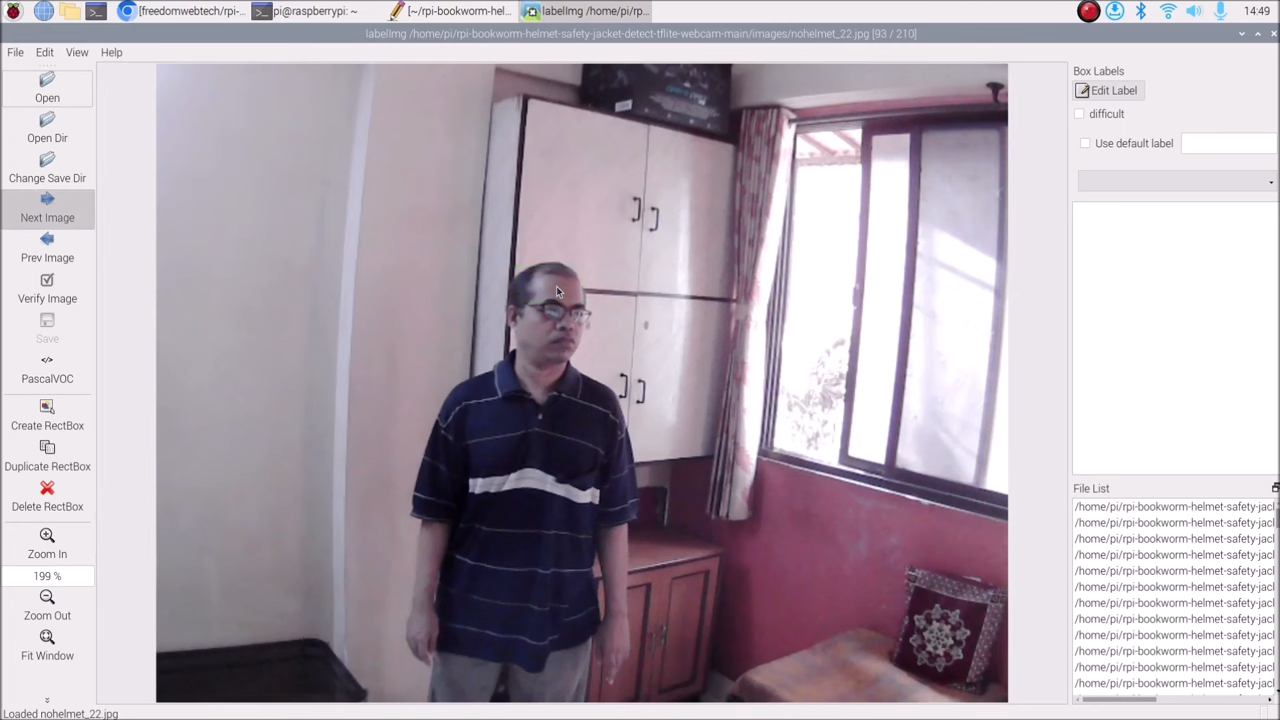 [freedomwebtech/rpi-...
pi@raspberrypi: ~
[~/rpi-bookworm-hel...
labelImg /home/pi/rp...
14:49
labelImg /home/pi/rpi-bookworm-helmet-safety-jacket-detect-tflite-webcam-main/images/nohelmet_22.jpg [93 / 210]
File Edit View Help
Open
Open Dir
Change Save Dir
Next Image
Prev Image
Verify Image
Save
</>
PascalVOC
Create RectBox
Duplicate RectBox
Delete RectBox
Zoom In
199 %
Zoom Out
Fit Window
Box Labels
Edit Label
difficult
Use default label
File List
/home/pi/rpi-bookworm-helmet-safety-jacl
/home/pi/rpi-bookworm-helmet-safety-jacl
/home/pi/rpi-bookworm-helmet-safety-jacl
/home/pi/rpi-bookworm-helmet-safety-jacl
/home/pi/rpi-bookworm-helmet-safety-jacl
/home/pi/rpi-bookworm-helmet-safety-jacl
/home/pi/rpi-bookworm-helmet-safety-jacl
/home/pi/rpi-bookworm-helmet-safety-jacl
/home/pi/rpi-bookworm-helmet-safety-jacl
/home/pi/rpi-bookworm-helmet-safety-jacl
/home/pi/rpi-bookworm-helmet-safety-jacl
/home/pi/rpi-bookworm-helmet-safety-jacl
Loaded nohelmet_22.jpg